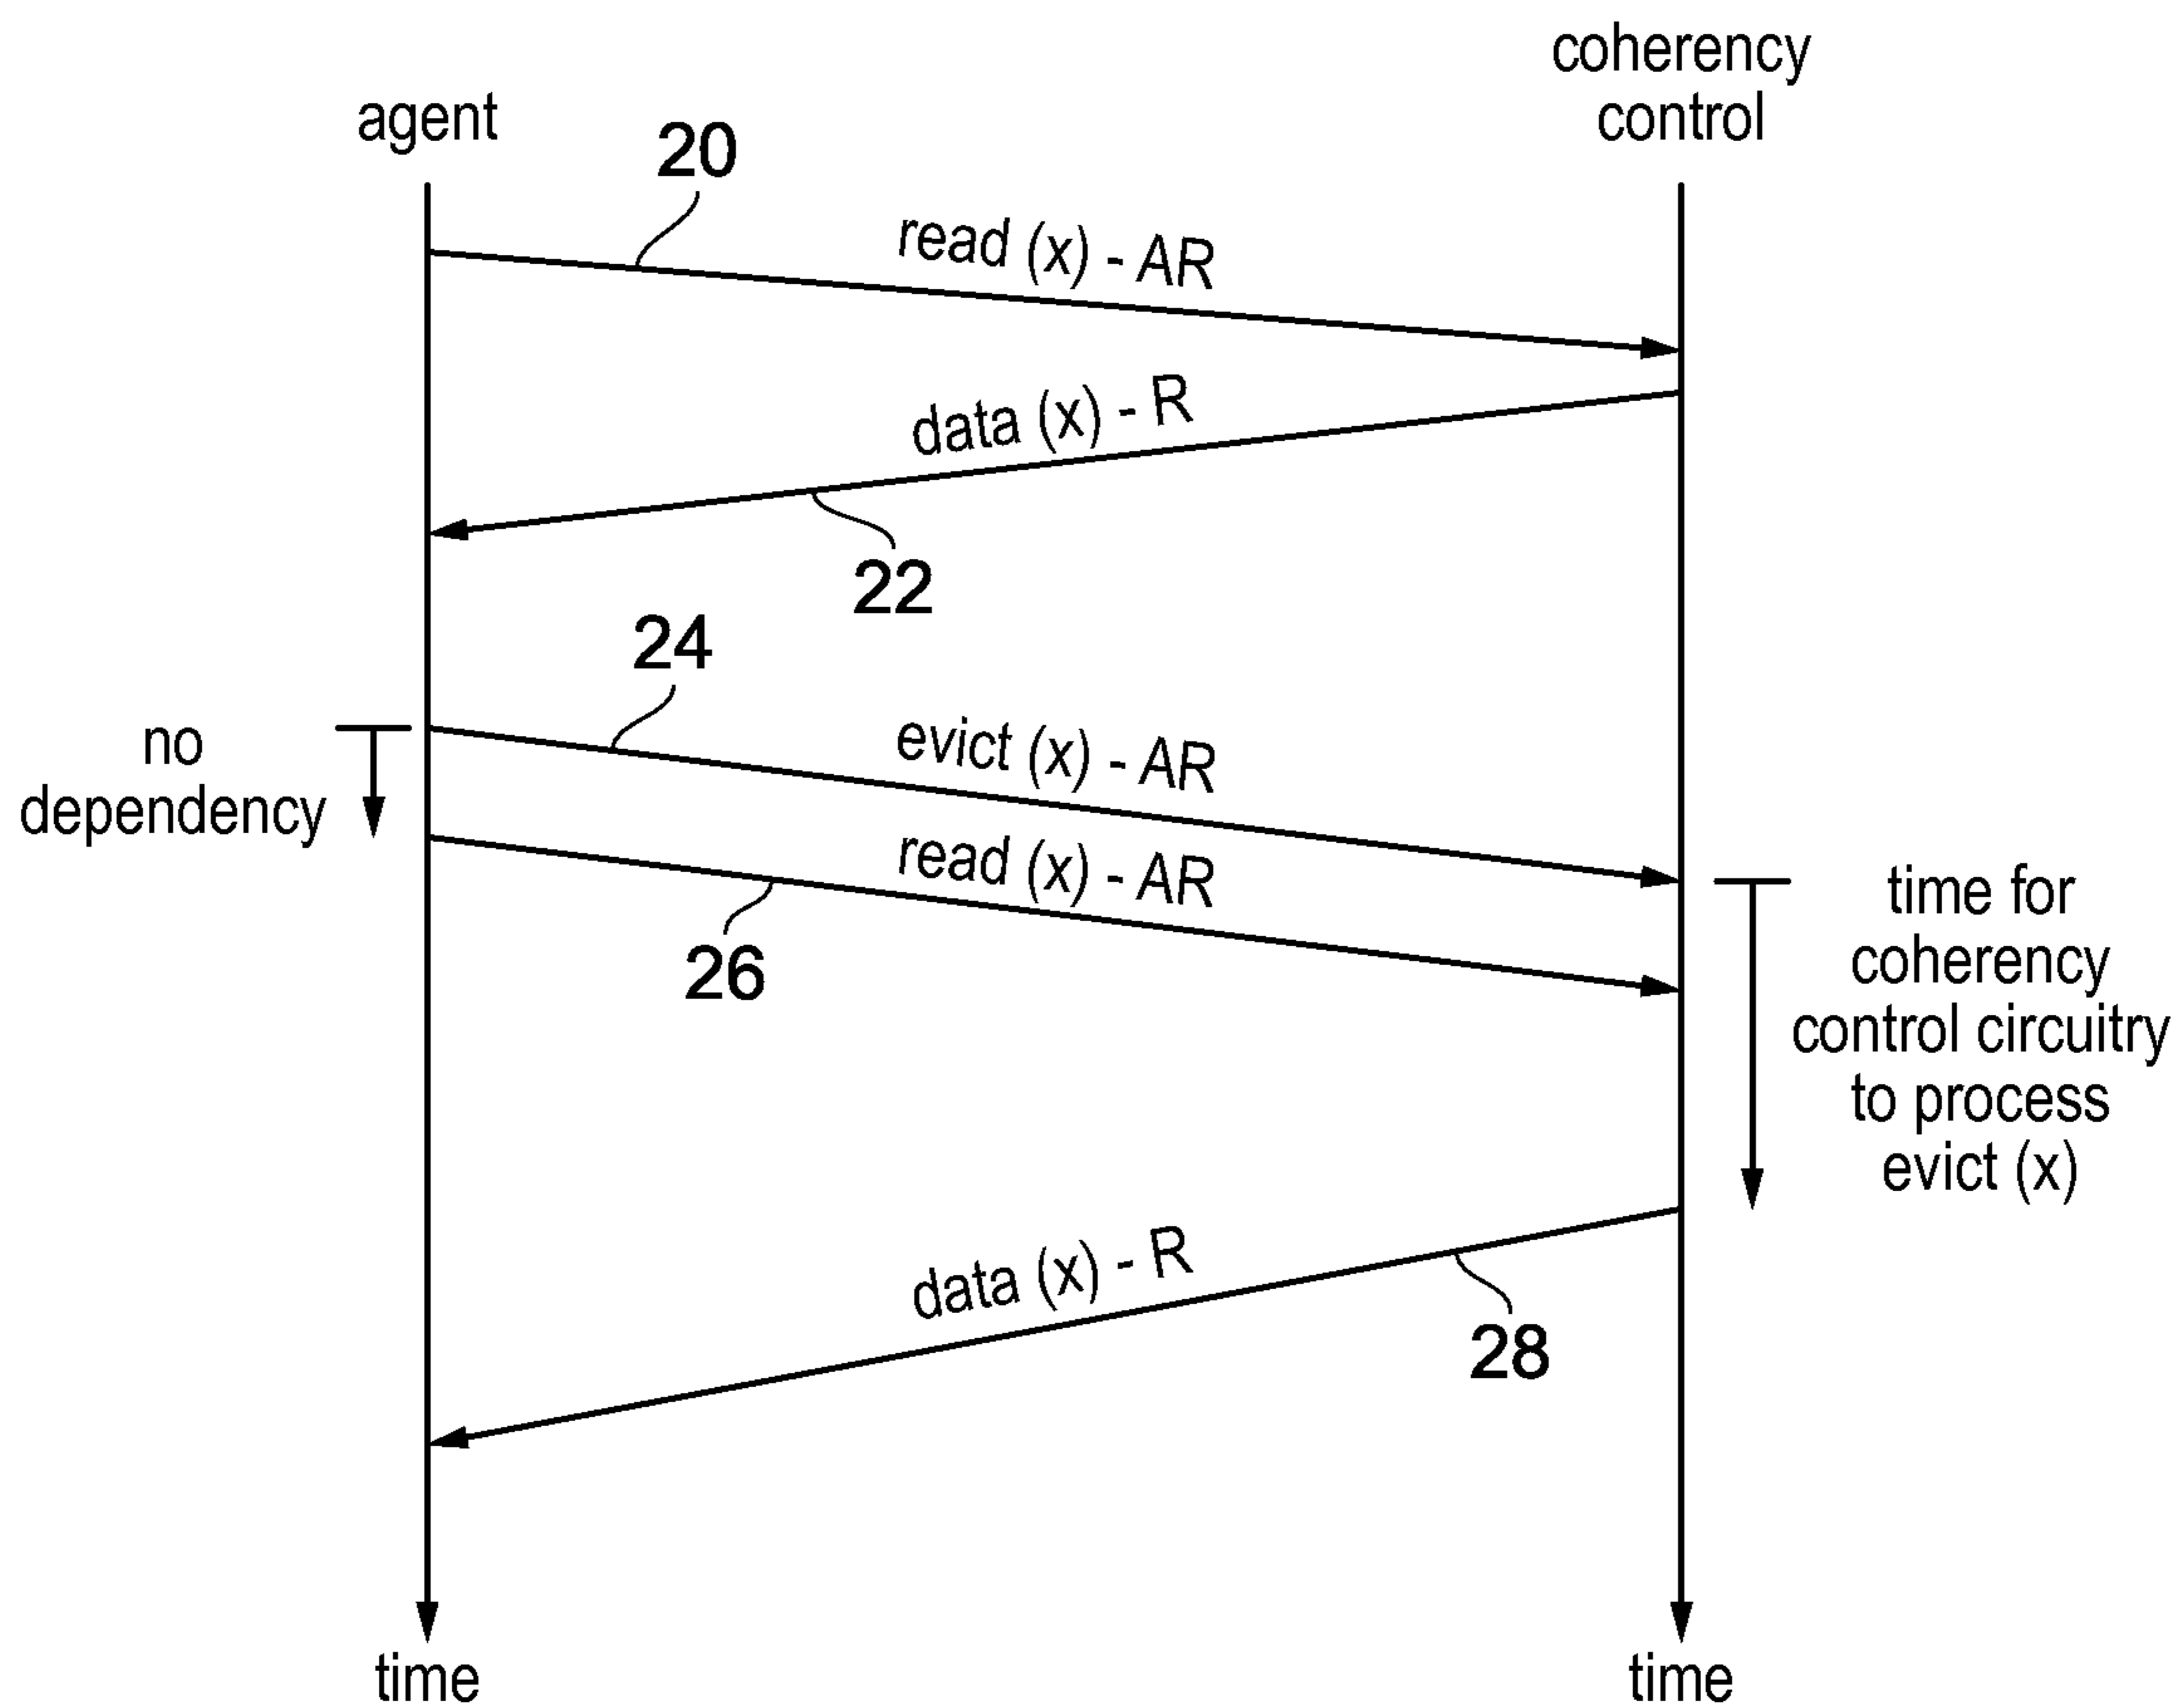 coherency
control
agent
20
read (x) - AR
data (x) - R
22
24
no
dependency
evict (x) - AR
read (x) - AR
26
time for
coherency
control circuitry
to process
evict (x)
data (x) - R
28
time
time